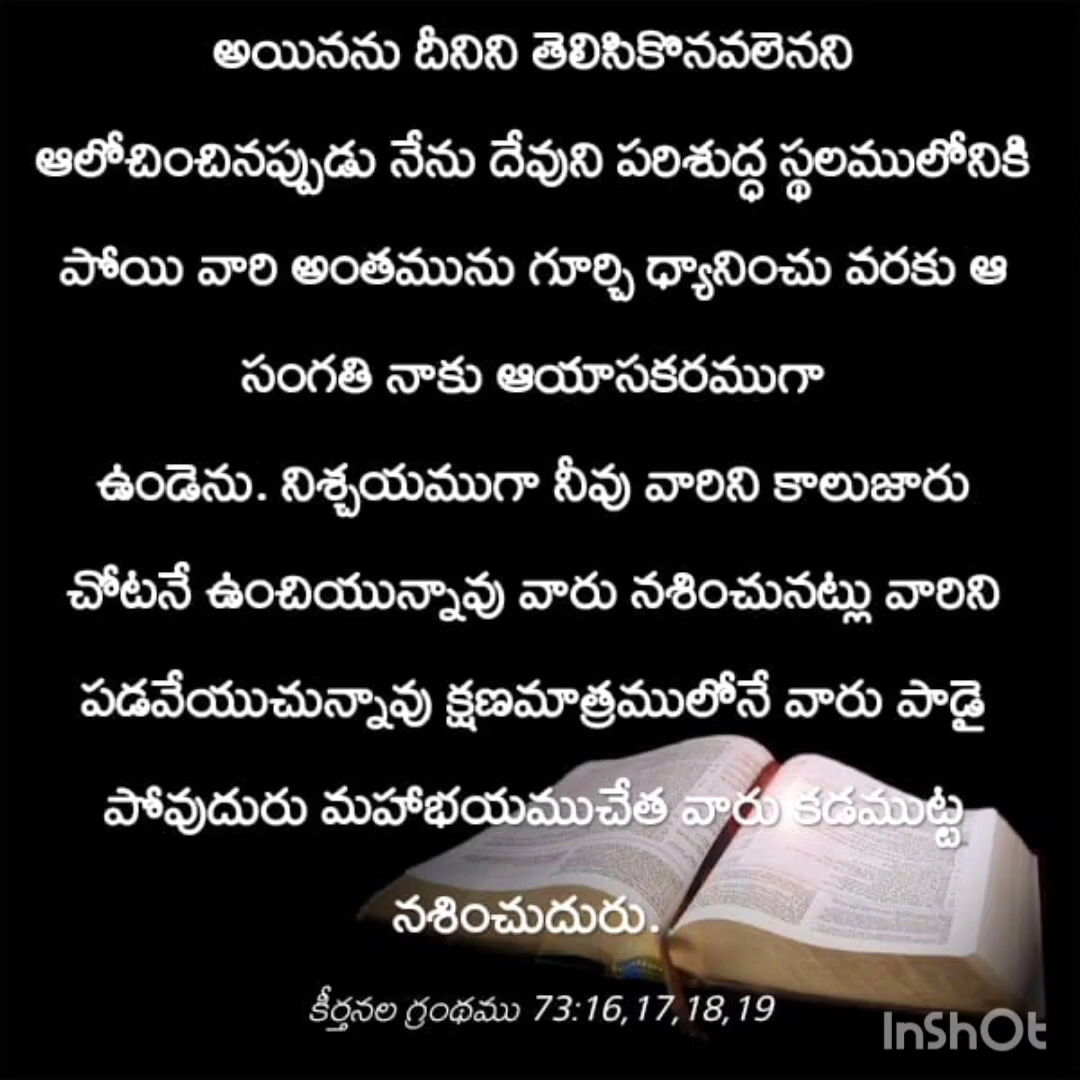 అయినను దీనిని తెలిసికొనవలెనని
ఆలోచించినప్పుడు నేను దేవుని పరిశుద్ధ స్థలములోనికి
పోయి వారి అంతమును గూర్చి ధ్యానించు వరకు ఆ
సంగతి నాకు ఆయాసకరముగా
ఉండెను. నిశ్చయముగా నీవు వారిని కాలుజారు
చోటనే ఉంచియున్నావు వారు నశించునట్లు వారిని
పడవేయుచున్నావు క్షణమాత్రములోనే వారు పాడై
పోవుదురు మహాభయముచేత వారు కడముట్ట
నశించుదురు.
కీర్తనల గ్రంథము 73:16,17,18,19
InShOt